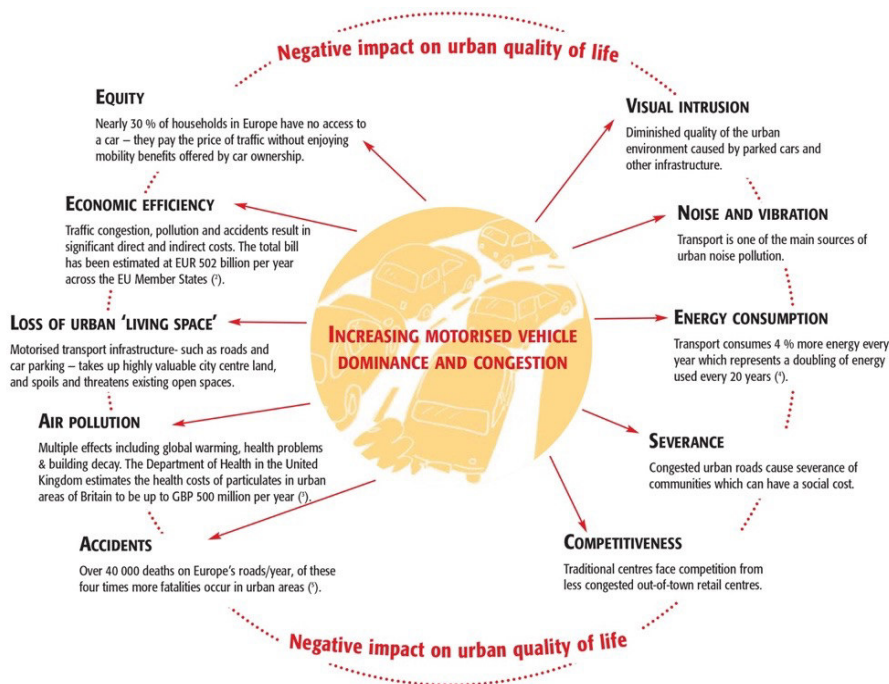 Negative impact on urban quality of life
EQUITY
Nearly 30 % of households in Europe have no access to
a car – they pay the price of traffic without enjoying
mobility benefits offered by car ownership.
ECONOMIC EFFICIENCY
Traffic congestion, pollution and accidents result in
significant direct and indirect costs. The total bill
has been estimated at EUR 502 billion per year
across the EU Member States (²).
LOSS OF URBAN ‘LIVING SPACE’
Motorised transport infrastructure- such as roads and
car parking – takes up highly valuable city centre land,
and spoils and threatens existing open spaces.
AIR POLLUTION
Multiple effects including global warming, health problems
& building decay. The Department of Health in the United
Kingdom estimates the health costs of particulates in urban
areas of Britain to be up to GBP 500 million per year (³).
ACCIDENTS
Over 40 000 deaths on Europe’s roads/year, of these
four times more fatalities occur in urban areas (⁵).
INCREASING MOTORISED VEHICLE
DOMINANCE AND CONGESTION
VISUAL INTRUSION
Diminished quality of the urban
environment caused by parked cars and
other infrastructure.
NOISE AND VIBRATION
Transport is one of the main sources of
urban noise pollution.
ENERGY CONSUMPTION
Transport consumes 4 % more energy every
year which represents a doubling of energy
used every 20 years (⁴).
SEVERANCE
Congested urban roads cause severance of
communities which can have a social cost.
COMPETITIVENESS
Traditional centres face competition from
less congested out-of-town retail centres.
Negative impact on urban quality of life